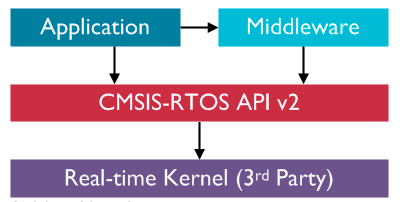 Application
Middleware
CMSIS-RTOS API v2
Real-time Kernel (3rd Party)